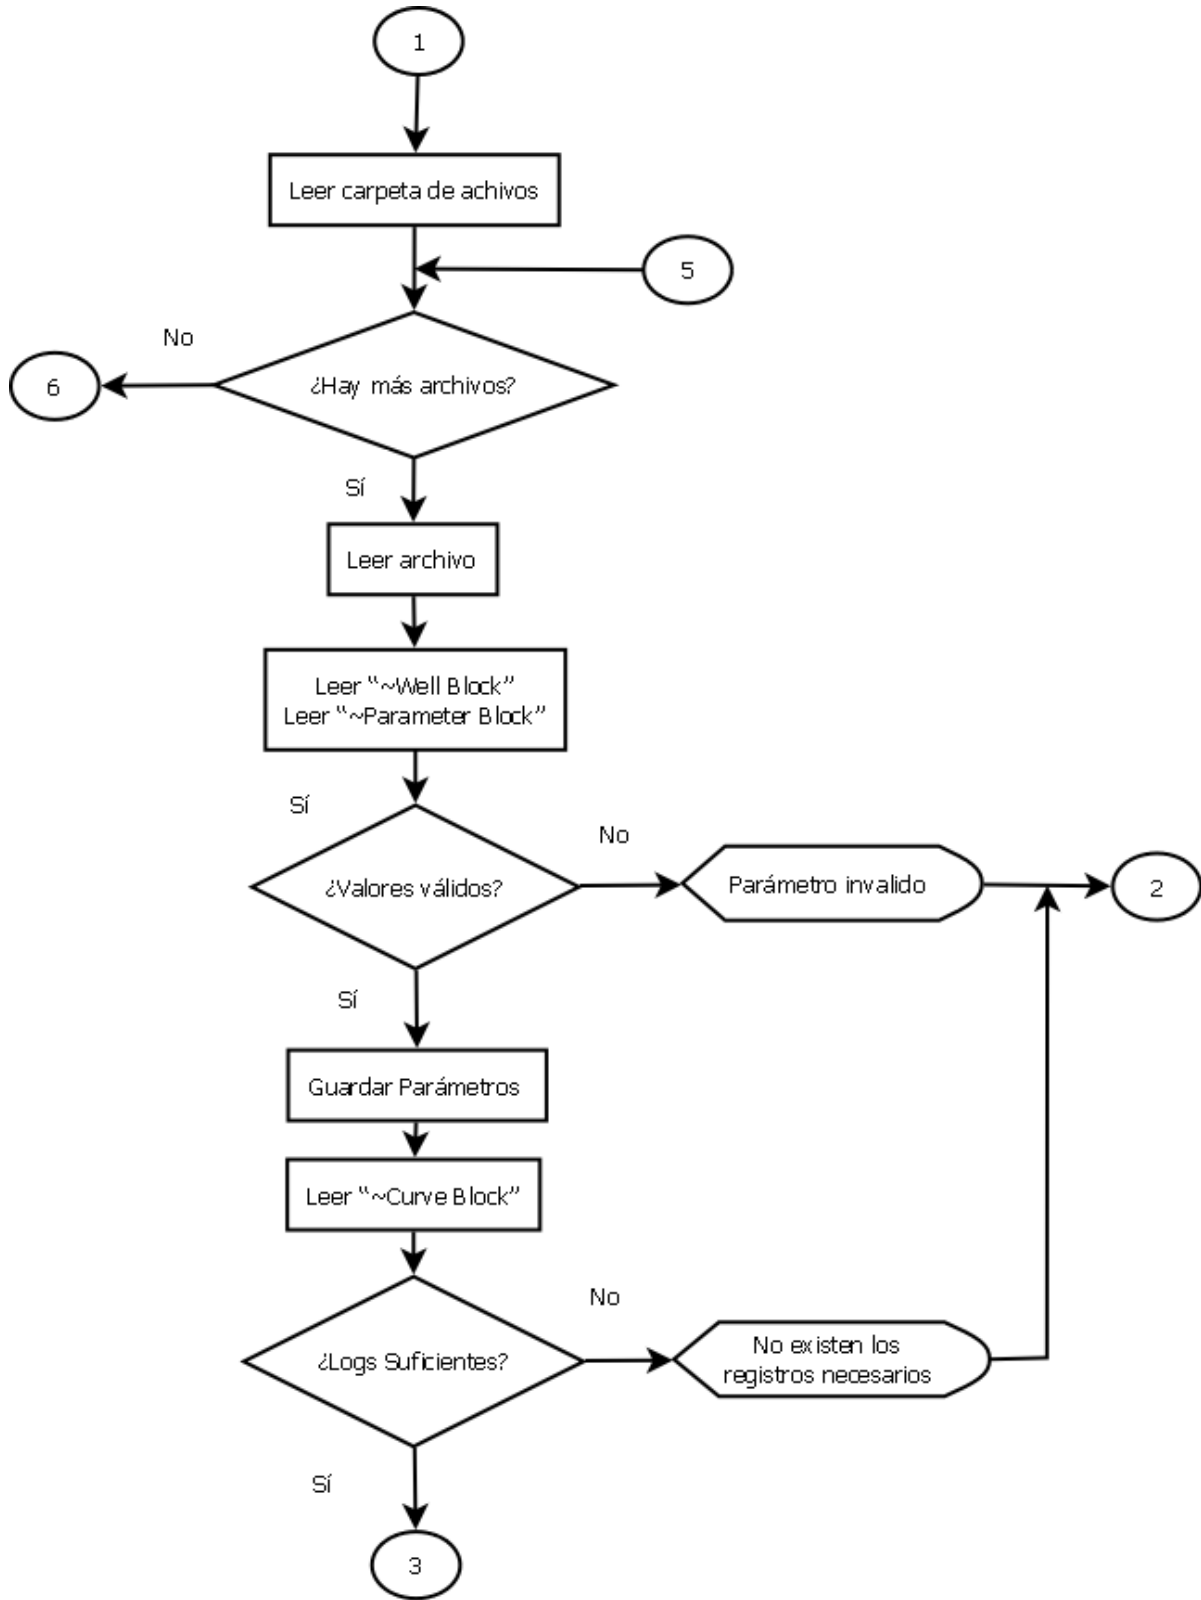 1
Leer carpeta de achivos
5
No
6
¿Hay más archivos?
Sí
Leer archivo
Leer “~Well Block”
Leer “~Parameter Block”
Sí
No
¿Valores válidos?
Parámetro invalido
2
Sí
Guardar Parámetros
Leer “~Curve Block”
No
¿Logs Suficientes?
No existen los
registros necesarios
Sí
3